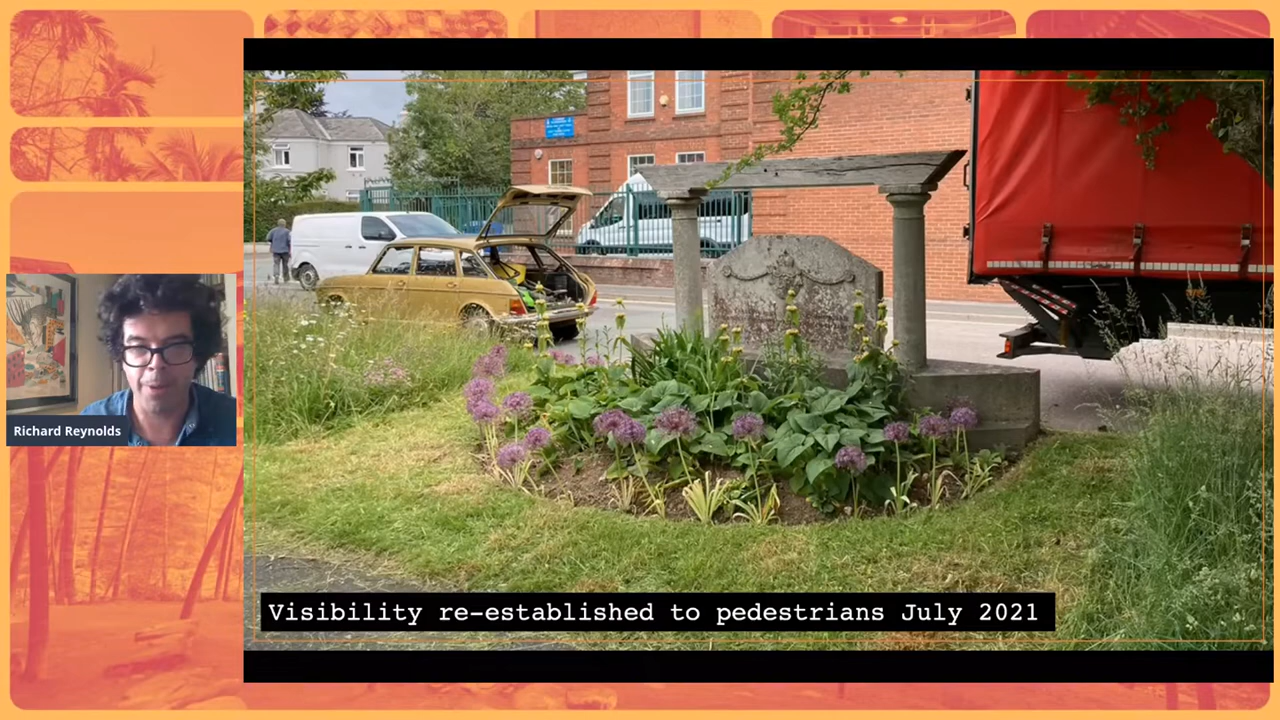 Richard Reynolds
Visibility re-established to pedestrians July 2021